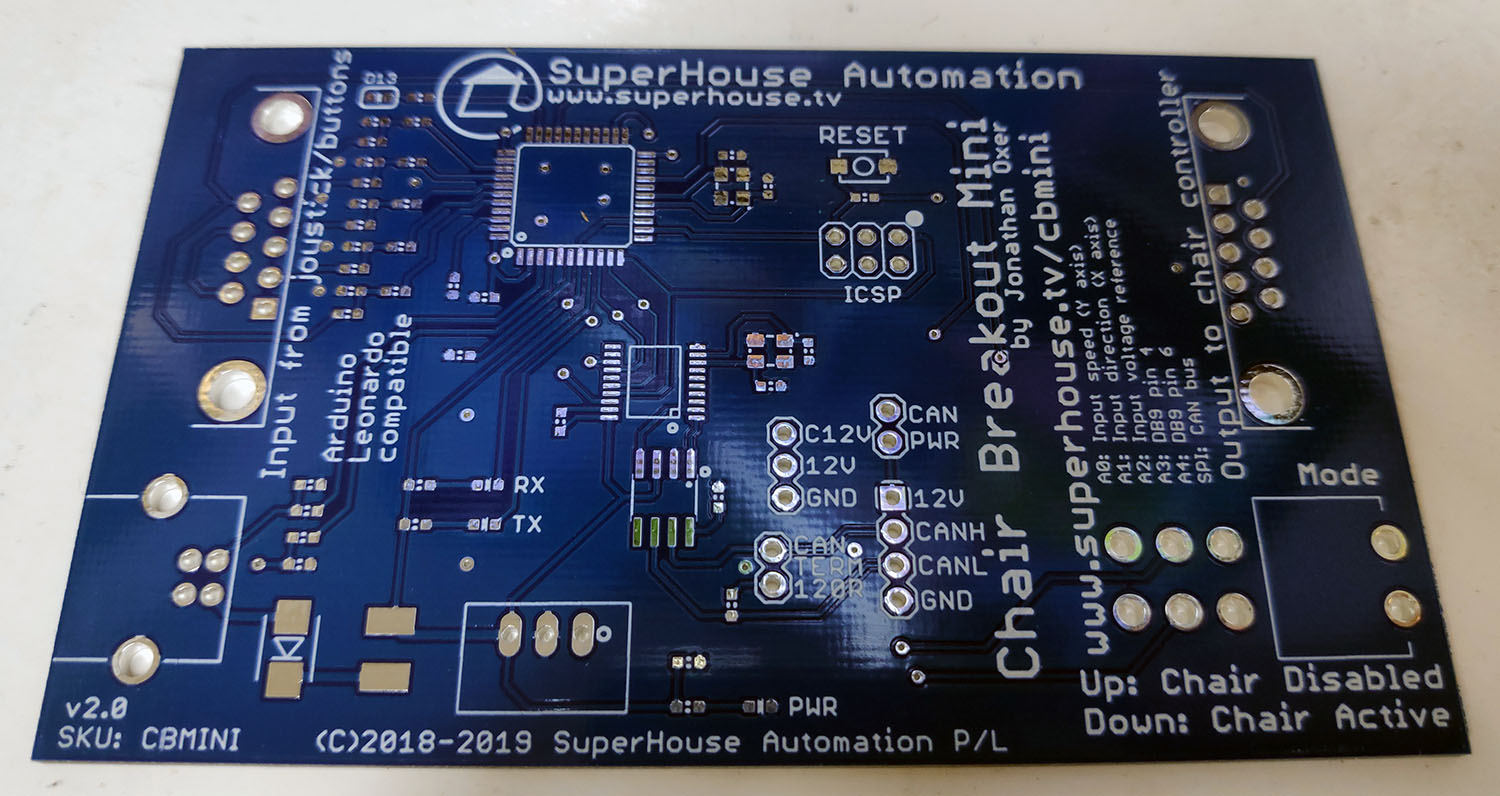 SuperHouse Automation
www.superhouse.tv
D13
RESET
ICSP
Input from joystick/buttons
Arduino
Leonardo
compatible
Chair Breakout Mini
by Jonathan Oxer
www.superhouse.tv/cbmini
A0: Input speed (Y axis)
A1: Input direction (X axis)
A2: Input voltage reference
A3: DB9 pin 4
A4: DB9 pin 6
SPI: CAN bus
Output to chair controller
CAN
PWR
C12V
12V
GND
12V
CANH
CANL
GND
CAN
TERM
120R
RX
TX
Mode
Up: Chair Disabled
Down: Chair Active
PWR
v2.0
SKU: CBMINI
(C)2018-2019 SuperHouse Automation P/L